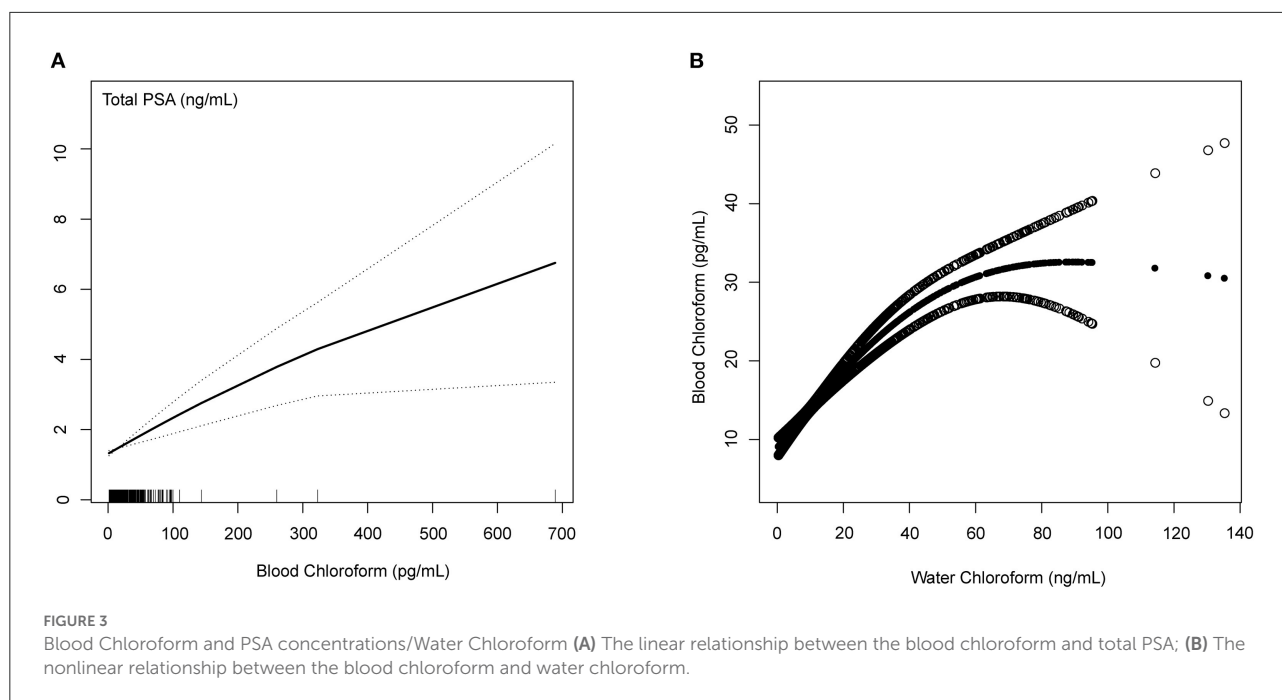 A
Total PSA (ng/mL)
10
8
6
4
2
0
0 100 200 300 400 500 600 700
Blood Chloroform (pg/mL)
B
Blood Chloroform (pg/mL)
50
40
30
20
10
0 20 40 60 80 100 120 140
Water Chloroform (ng/mL)
FIGURE 3
Blood Chloroform and PSA concentrations/Water Chloroform (A) The linear relationship between the blood chloroform and total PSA; (B) The
nonlinear relationship between the blood chloroform and water chloroform.